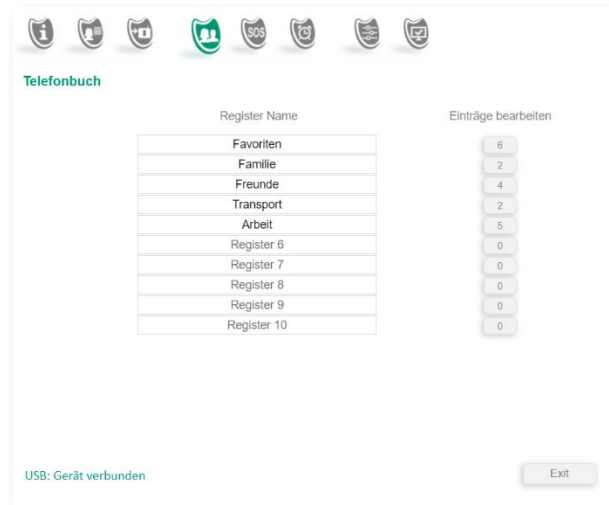 SOS
Telefonbuch
Register Name Einträge bearbeiten
Favoriten 6
Familie 2
Freunde 4
Transport 2
Arbeit 5
Register 6 0
Register 7 0
Register 8 0
Register 9 0
Register 10 0
USB: Gerät verbunden Exit